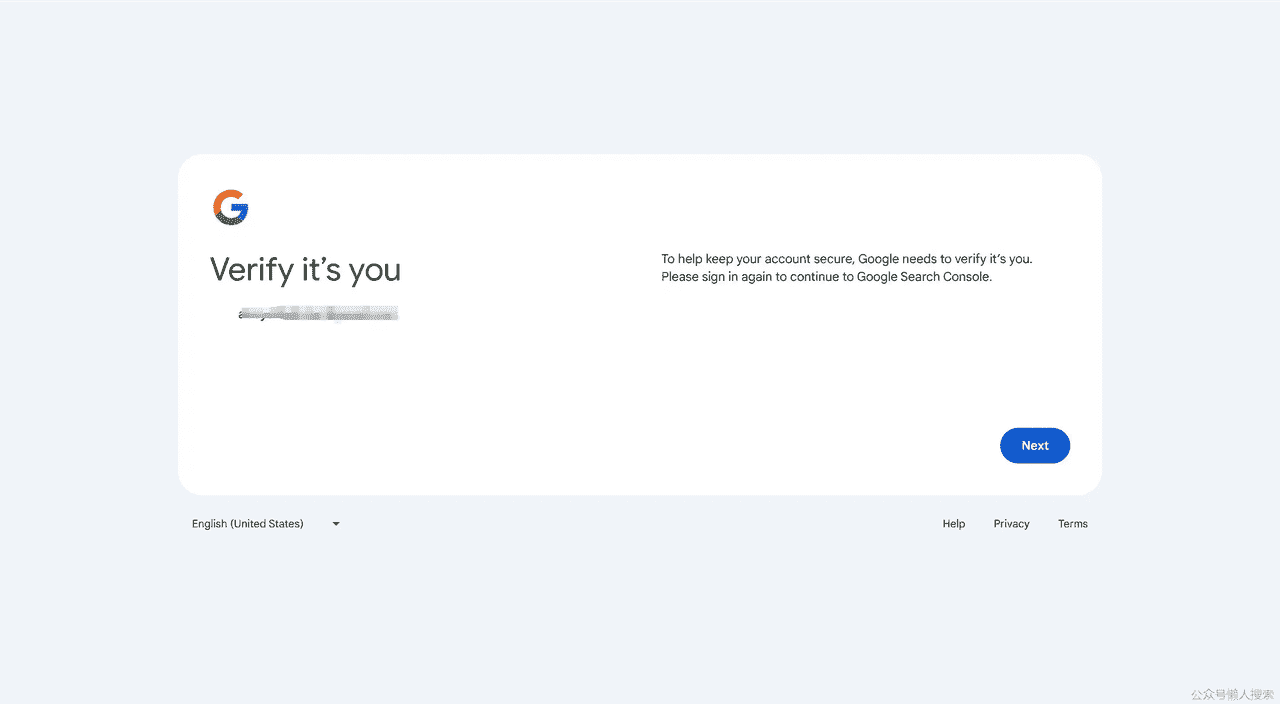 Verify it’s you
To help keep your account secure, Google needs to verify it’s you.
Please sign in again to continue to Google Search Console.
Next
English (United States)
Help
Privacy
Terms
公众号懒人搜索